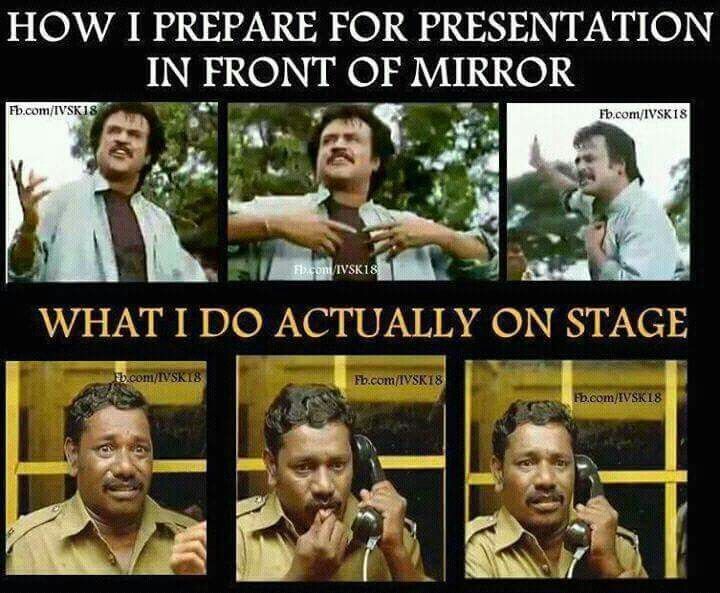 HOW I PREPARE FOR PRESENTATION
IN FRONT OF MIRROR
Fb.com/IVSK18
Fb.com/IVSK18
Fb.com/IVSK18
WHAT I DO ACTUALLY ON STAGE
Fb.com/IVSK18
Fb.com/IVSK18
Fb.com/IVSK18